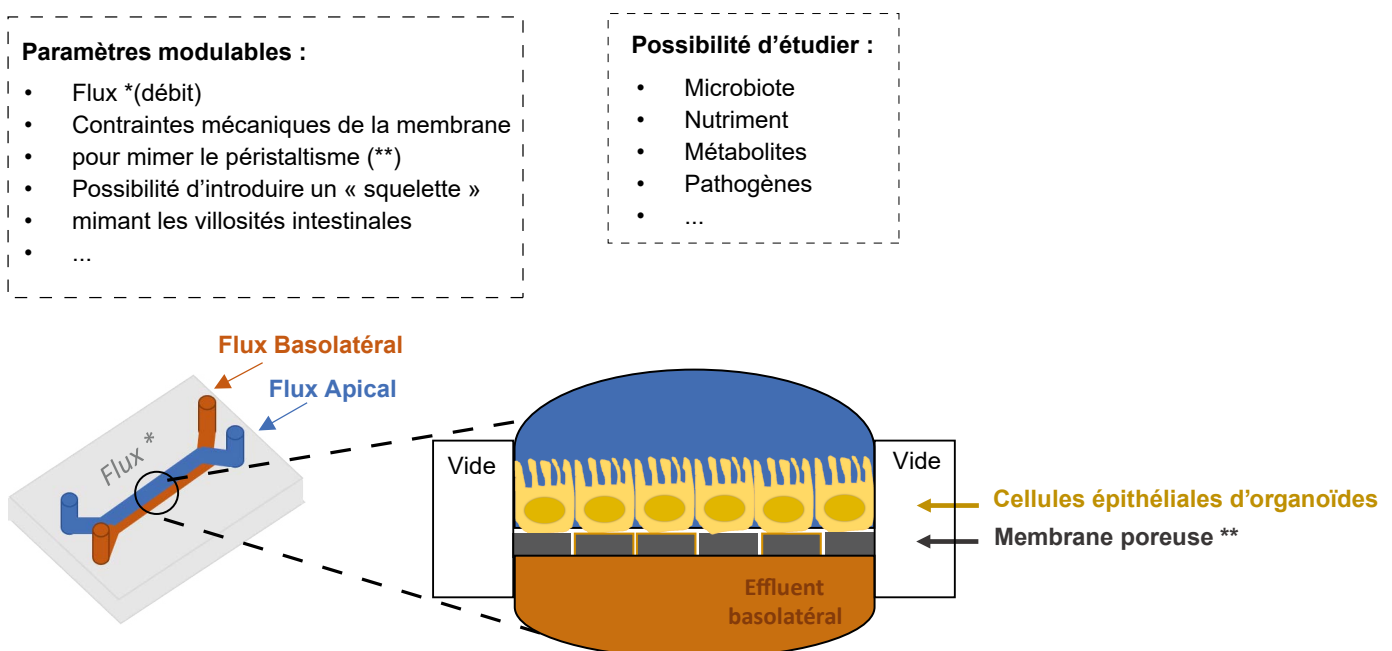 Paramètres modulables :
• Flux *(débit)
• Contraintes mécaniques de la membrane
• pour mimer le péristaltisme (**)
• Possibilité d’introduire un « squelette »
• mimant les villosités intestinales
• ...
Possibilité d’étudier :
• Microbiote
• Nutriment
• Métabolites
• Pathogènes
• ...
Flux Basolatéral
Flux Apical
Flux *
Vide
Vide
Cellules épithéliales d’organoïdes
Membrane poreuse **
Effluent
basolatéral